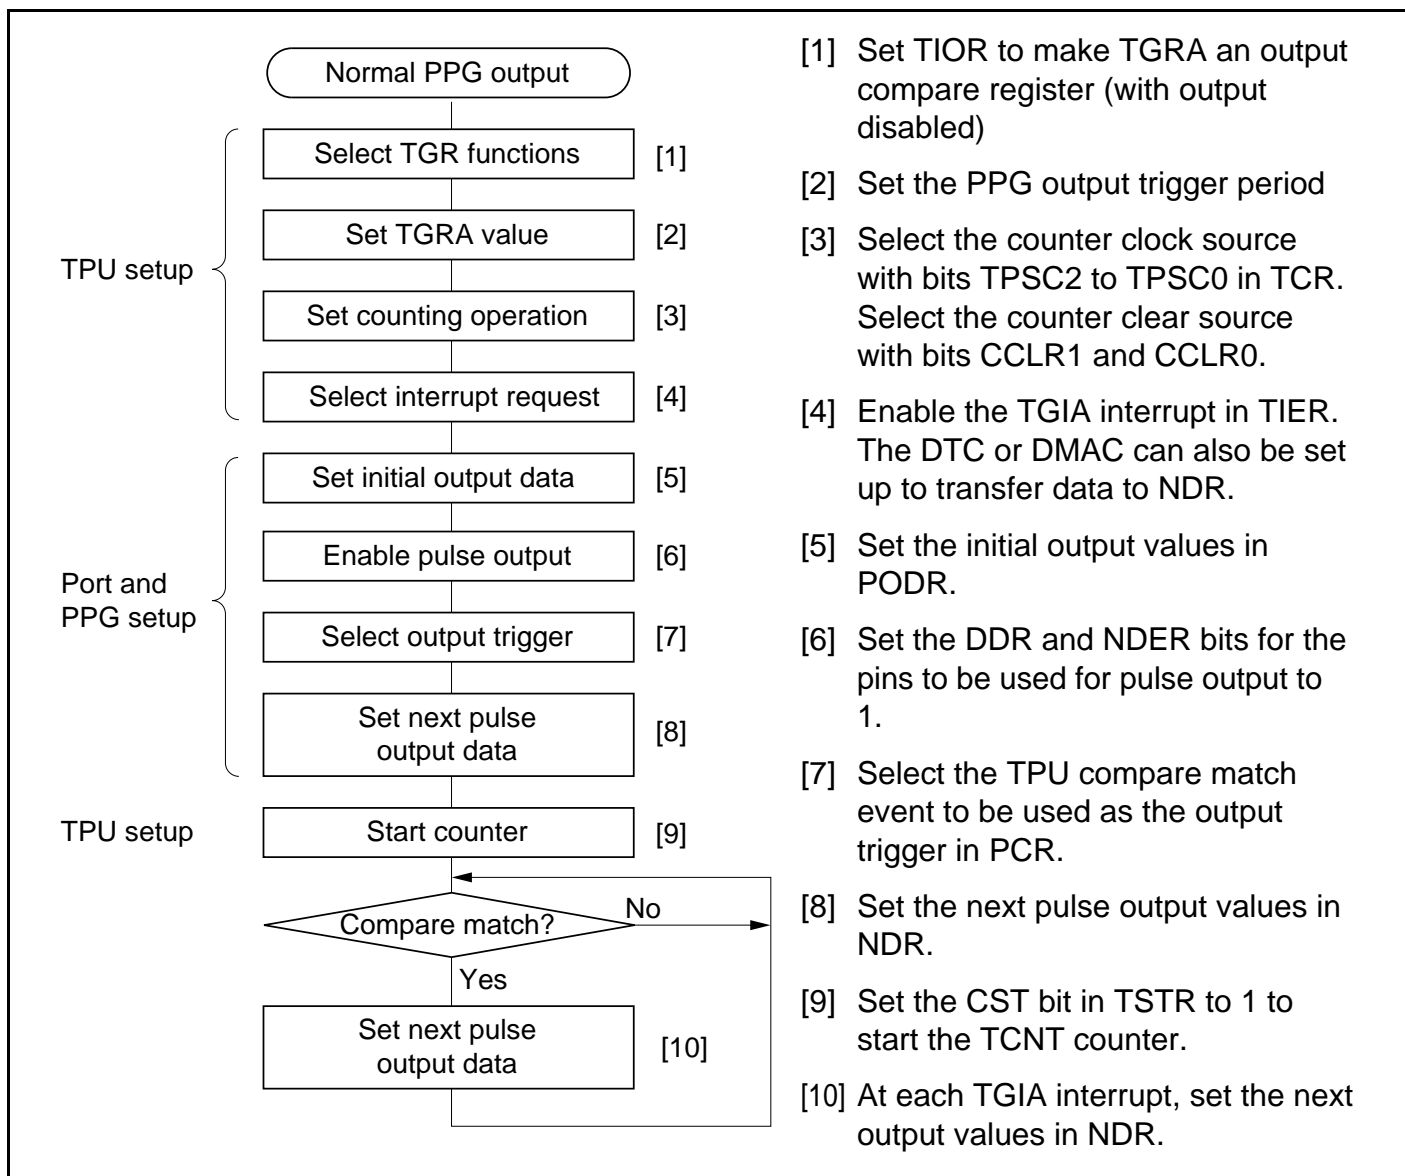 Normal PPG output
TPU setup
Select TGR functions [1]
Set TGRA value [2]
Set counting operation [3]
Select interrupt request [4]
Port and
PPG setup
Set initial output data [5]
Enable pulse output [6]
Select output trigger [7]
Set next pulse
output data
[8]
TPU setup
Start counter [9]
Compare match?
No
Yes
Set next pulse
output data
[10]
[1] Set TIOR to make TGRA an output
compare register (with output
disabled)
[2] Set the PPG output trigger period
[3] Select the counter clock source
with bits TPSC2 to TPSC0 in TCR.
Select the counter clear source
with bits CCLR1 and CCLR0.
[4] Enable the TGIA interrupt in TIER.
The DTC or DMAC can also be set
up to transfer data to NDR.
[5] Set the initial output values in
PODR.
[6] Set the DDR and NDER bits for the
pins to be used for pulse output to
1.
[7] Select the TPU compare match
event to be used as the output
trigger in PCR.
[8] Set the next pulse output values in
NDR.
[9] Set the CST bit in TSTR to 1 to
start the TCNT counter.
[10] At each TGIA interrupt, set the next
output values in NDR.